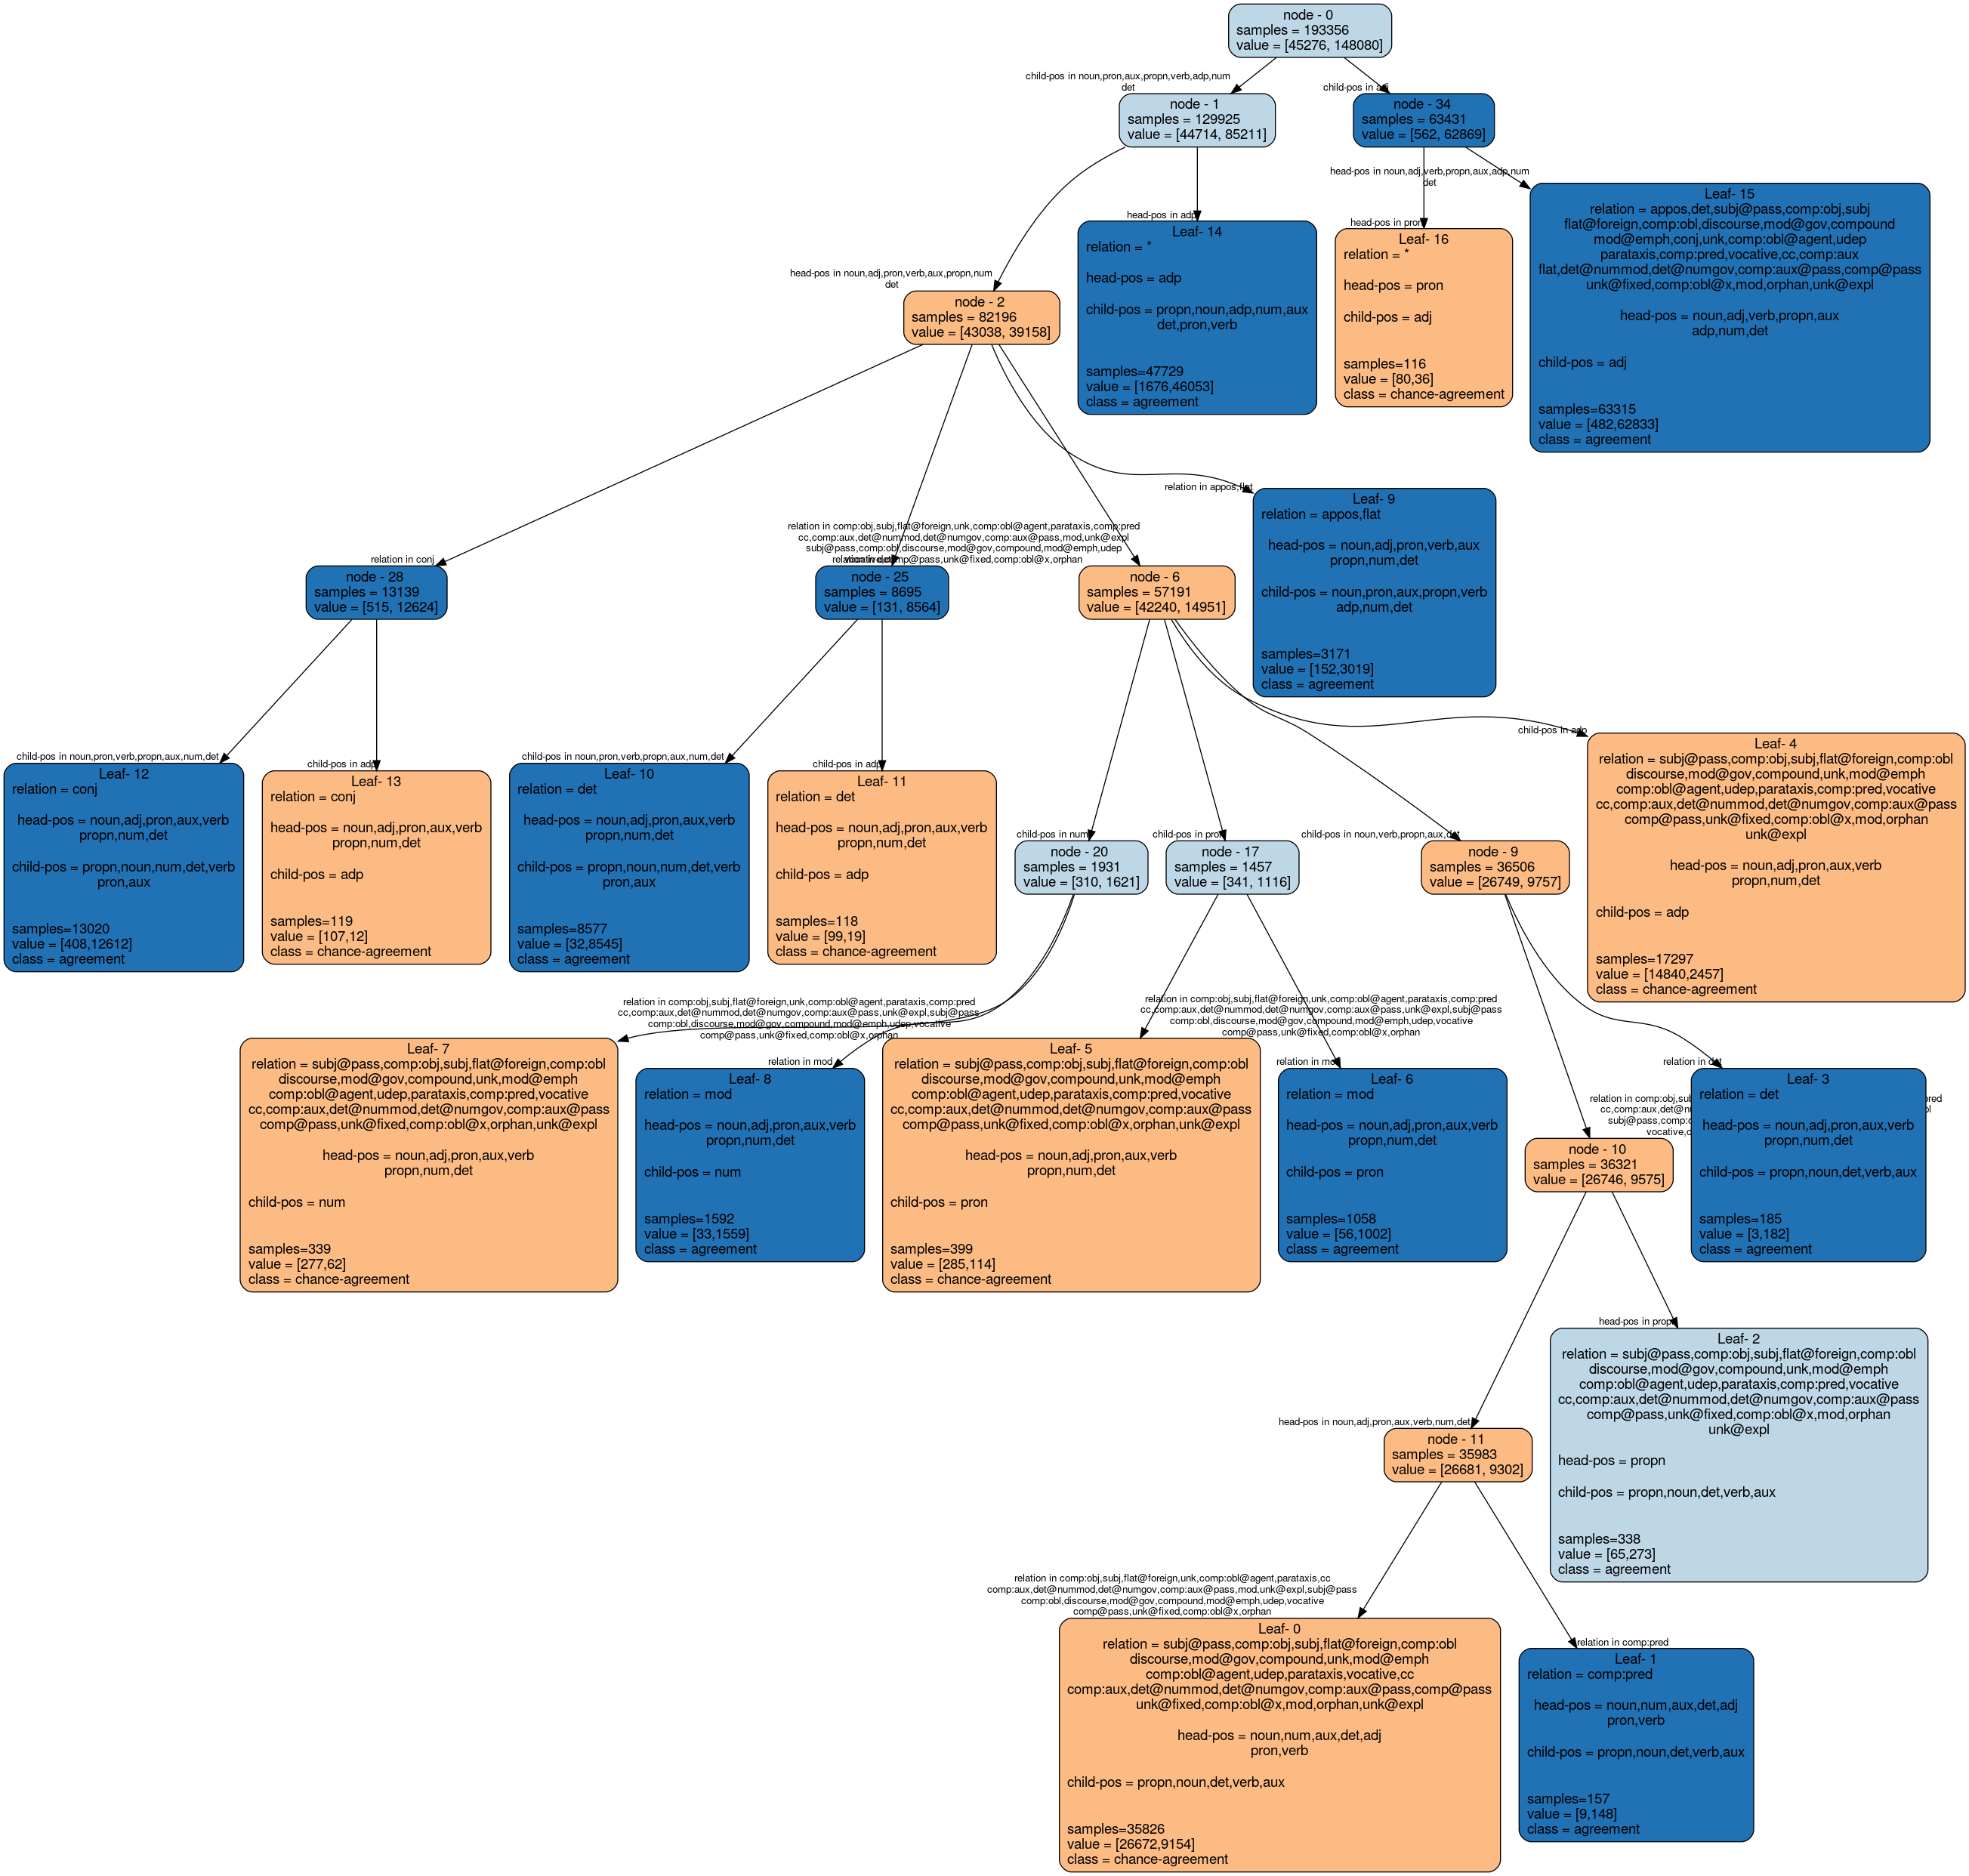 node - 0
samples = 193356
value = [45276, 148080]
child-pos in noun,pron,aux,propn,verb,adp,num
det
node - 1
samples = 129925
value = [44714, 85211]
child-pos in adj
node - 34
samples = 63431
value = [562, 62869]
head-pos in noun,adj,pron,verb,aux,propn,num
det
node - 2
samples = 82196
value = [43038, 39158]
head-pos in adp
Leaf- 14
relation = *
head-pos = adp
child-pos = propn,noun,adp,num,aux
det,pron,verb
samples=47729
value = [1676,46053]
class = agreement
head-pos in pron
Leaf- 16
relation = *
head-pos = pron
child-pos = adj
samples=116
value = [80,36]
class = chance-agreement
head-pos in noun,adj,verb,propn,aux,adp,num
det
Leaf- 15
relation = appos,det,subj@pass,comp:obj,subj
flat@foreign,comp:obl,discourse,mod@gov,compound
mod@emph,conj,unk,comp:obl@agent,udep
parataxis,comp:pred,vocative,cc,comp:aux
flat,det@nummod,det@numgov,comp:aux@pass,comp@pass
unk@fixed,comp:obl@x,mod,orphan,unk@expl
head-pos = noun,adj,verb,propn,aux
adp,num,det
child-pos = adj
samples=63315
value = [482,62833]
class = agreement
relation in conj
node - 28
samples = 13139
value = [515, 12624]
node - 25
samples = 8695
value = [131, 8564]
relation in comp:obj,subj,flat@foreign,unk,comp:obl@agent,parataxis,comp:pred
cc,comp:aux,det@nummod,det@numgov,comp:aux@pass,mod,unk@expl
subj@pass,comp:obl,discourse,mod@gov,compound,mod@emph,udep
node - 6
samples = 57191
value = [42240, 14951]
relation in appos,flat
Leaf- 9
relation = appos,flat
head-pos = noun,adj,pron,verb,aux
propn,num,det
child-pos = noun,pron,aux,propn,verb
adp,num,det
samples=3171
value = [152,3019]
class = agreement
child-pos in noun,pron,verb,propn,aux,num,det
Leaf- 12
relation = conj
head-pos = noun,adj,pron,aux,verb
propn,num,det
child-pos = propn,noun,num,det,verb
pron,aux
samples=13020
value = [408,12612]
class = agreement
child-pos in adp
Leaf- 13
relation = conj
head-pos = noun,adj,pron,aux,verb
propn,num,det
child-pos = adp
samples=119
value = [107,12]
class = chance-agreement
child-pos in noun,pron,verb,propn,aux,num,det
Leaf- 10
relation = det
head-pos = noun,adj,pron,aux,verb
propn,num,det
child-pos = propn,noun,num,det,verb
pron,aux
samples=8577
value = [32,8545]
class = agreement
child-pos in adp
Leaf- 11
relation = det
head-pos = noun,adj,pron,aux,verb
propn,num,det
child-pos = adp
samples=118
value = [99,19]
class = chance-agreement
child-pos in num
node - 20
samples = 1931
value = [310, 1621]
child-pos in pron
node - 17
samples = 1457
value = [341, 1116]
child-pos in noun,verb,propn,aux,det
node - 9
samples = 36506
value = [26749, 9757]
child-pos in adp
Leaf- 4
relation = subj@pass,comp:obj,subj,flat@foreign,comp:obl
discourse,mod@gov,compound,unk,mod@emph
comp:obl@agent,udep,parataxis,comp:pred,vocative
cc,comp:aux,det@nummod,det@numgov,comp:aux@pass
comp@pass,unk@fixed,comp:obl@x,mod,orphan
unk@expl
head-pos = noun,adj,pron,aux,verb
propn,num,det
child-pos = adp
samples=17297
value = [14840,2457]
class = chance-agreement
relation in comp:obj,subj,flat@foreign,unk,comp:obl@agent,parataxis,comp:pred
cc,comp:aux,det@nummod,det@numgov,comp:aux@pass,unk@expl,subj@pass
comp:obl,discourse,mod@gov,compound,mod@emph,udep,vocative
comp@pass,unk@fixed,comp:obl@x,orphan
Leaf- 7
relation = subj@pass,comp:obj,subj,flat@foreign,comp:obl
discourse,mod@gov,compound,unk,mod@emph
comp:obl@agent,udep,parataxis,comp:pred,vocative
cc,comp:aux,det@nummod,det@numgov,comp:aux@pass
comp@pass,unk@fixed,comp:obl@x,orphan,unk@expl
head-pos = noun,adj,pron,aux,verb
propn,num,det
child-pos = num
samples=339
value = [277,62]
class = chance-agreement
relation in mod
Leaf- 8
relation = mod
head-pos = noun,adj,pron,aux,verb
propn,num,det
child-pos = num
samples=1592
value = [33,1559]
class = agreement
relation in comp:obj,subj,flat@foreign,unk,comp:obl@agent,parataxis,comp:pred
cc,comp:aux,det@nummod,det@numgov,comp:aux@pass,unk@expl,subj@pass
comp:obl,discourse,mod@gov,compound,mod@emph,udep,vocative
comp@pass,unk@fixed,comp:obl@x,orphan
Leaf- 5
relation = subj@pass,comp:obj,subj,flat@foreign,comp:obl
discourse,mod@gov,compound,unk,mod@emph
comp:obl@agent,udep,parataxis,comp:pred,vocative
cc,comp:aux,det@nummod,det@numgov,comp:aux@pass
comp@pass,unk@fixed,comp:obl@x,orphan,unk@expl
head-pos = noun,adj,pron,aux,verb
propn,num,det
child-pos = pron
samples=399
value = [285,114]
class = chance-agreement
relation in mod
Leaf- 6
relation = mod
head-pos = noun,adj,pron,aux,verb
propn,num,det
child-pos = pron
samples=1058
value = [56,1002]
class = agreement
node - 10
samples = 36321
value = [26746, 9575]
relation in det
Leaf- 3
relation = det
head-pos = noun,adj,pron,aux,verb
propn,num,det
child-pos = propn,noun,det,verb,aux
samples=185
value = [3,182]
class = agreement
head-pos in noun,adj,pron,aux,verb,num,det
node - 11
samples = 35983
value = [26681, 9302]
head-pos in propn
Leaf- 2
relation = subj@pass,comp:obj,subj,flat@foreign,comp:obl
discourse,mod@gov,compound,unk,mod@emph
comp:obl@agent,udep,parataxis,comp:pred,vocative
cc,comp:aux,det@nummod,det@numgov,comp:aux@pass
comp@pass,unk@fixed,comp:obl@x,mod,orphan
unk@expl
head-pos = propn
child-pos = propn,noun,det,verb,aux
samples=338
value = [65,273]
class = agreement
relation in comp:obj,subj,flat@foreign,unk,comp:obl@agent,parataxis,cc
comp:aux,det@nummod,det@numgov,comp:aux@pass,mod,unk@expl,subj@pass
comp:obl,discourse,mod@gov,compound,mod@emph,udep,vocative
comp@pass,unk@fixed,comp:obl@x,orphan
Leaf- 0
relation = subj@pass,comp:obj,subj,flat@foreign,comp:obl
discourse,mod@gov,compound,unk,mod@emph
comp:obl@agent,udep,parataxis,vocative,cc
comp:aux,det@nummod,det@numgov,comp:aux@pass,comp@pass
unk@fixed,comp:obl@x,mod,orphan,unk@expl
head-pos = noun,num,aux,det,adj
pron,verb
child-pos = propn,noun,det,verb,aux
samples=35826
value = [26672,9154]
class = chance-agreement
relation in comp:pred
Leaf- 1
relation = comp:pred
head-pos = noun,num,aux,det,adj
pron,verb
child-pos = propn,noun,det,verb,aux
samples=157
value = [9,148]
class = agreement